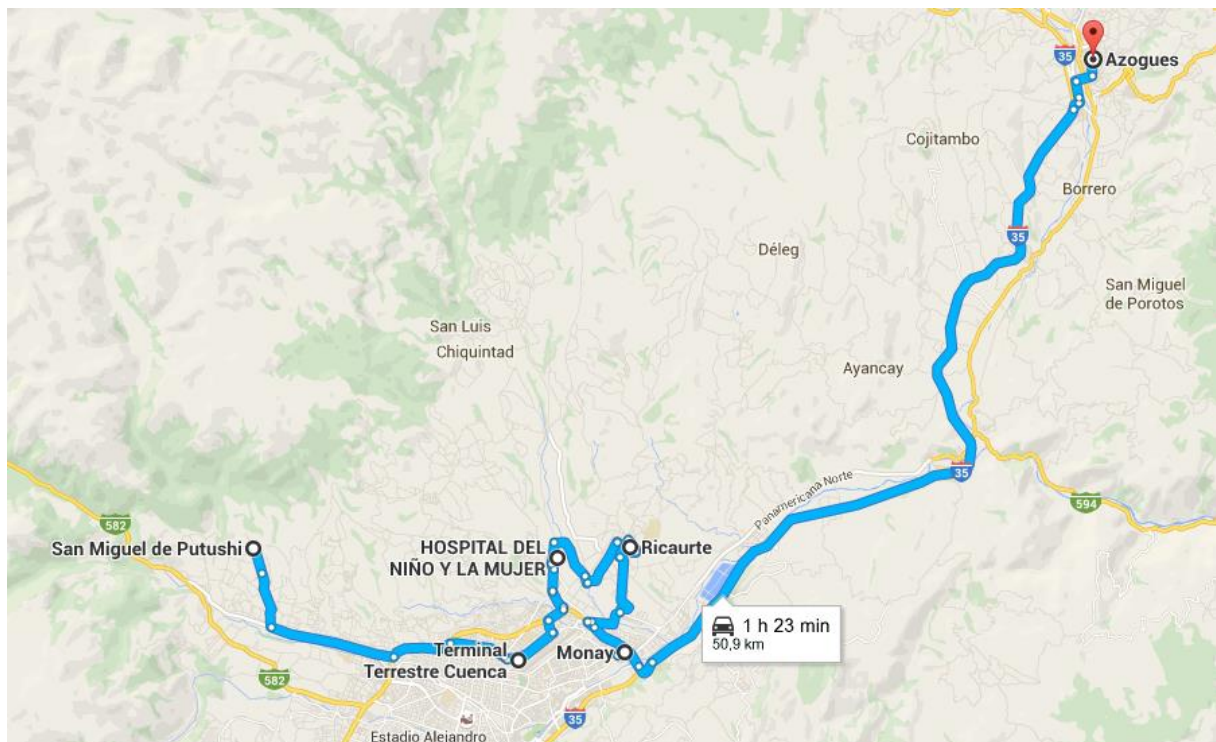 35
Azogues
Cojitambo
Borrero
35
Déleg
San Miguel
de Porotos
San Luis
Chiquintad
Ayancay
35
Panamericana Norte
594
582
San Miguel de Putushi
HOSPITAL DEL
NIÑO Y LA MUJER
Ricaurte
1 h 23 min
50,9 km
Terminal
Terrestre Cuenca
Monay
582
35
Estadio Alejandro